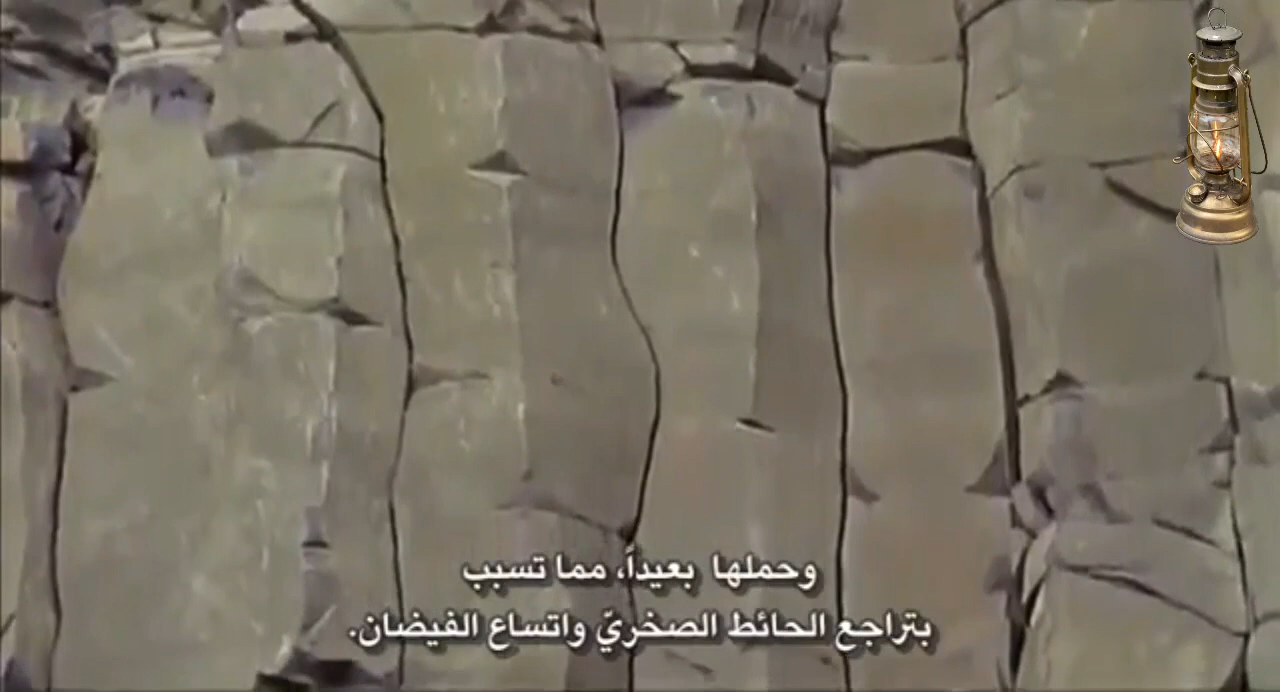 وحملها بعيداً، مما تسبب
بتراجع الحائط الصخريّ واتساع الفيضان.